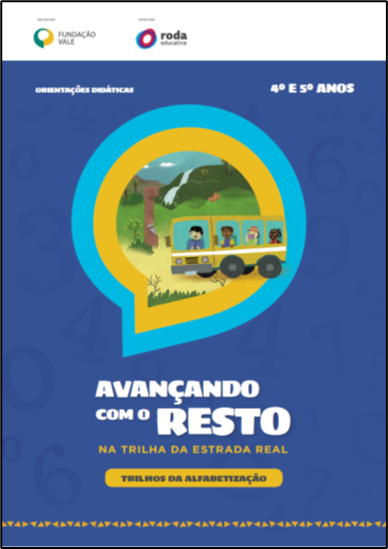 INICIATIVA
FUNDAÇÃO
VALE
PARCERIA
roda
educativa
ORIENTAÇÕES DIDÁTICAS
4º E 5º ANOS
AVANÇANDO
COM O RESTO
NA TRILHA DA ESTRADA REAL
TRILHOS DA ALFABETIZAÇÃO